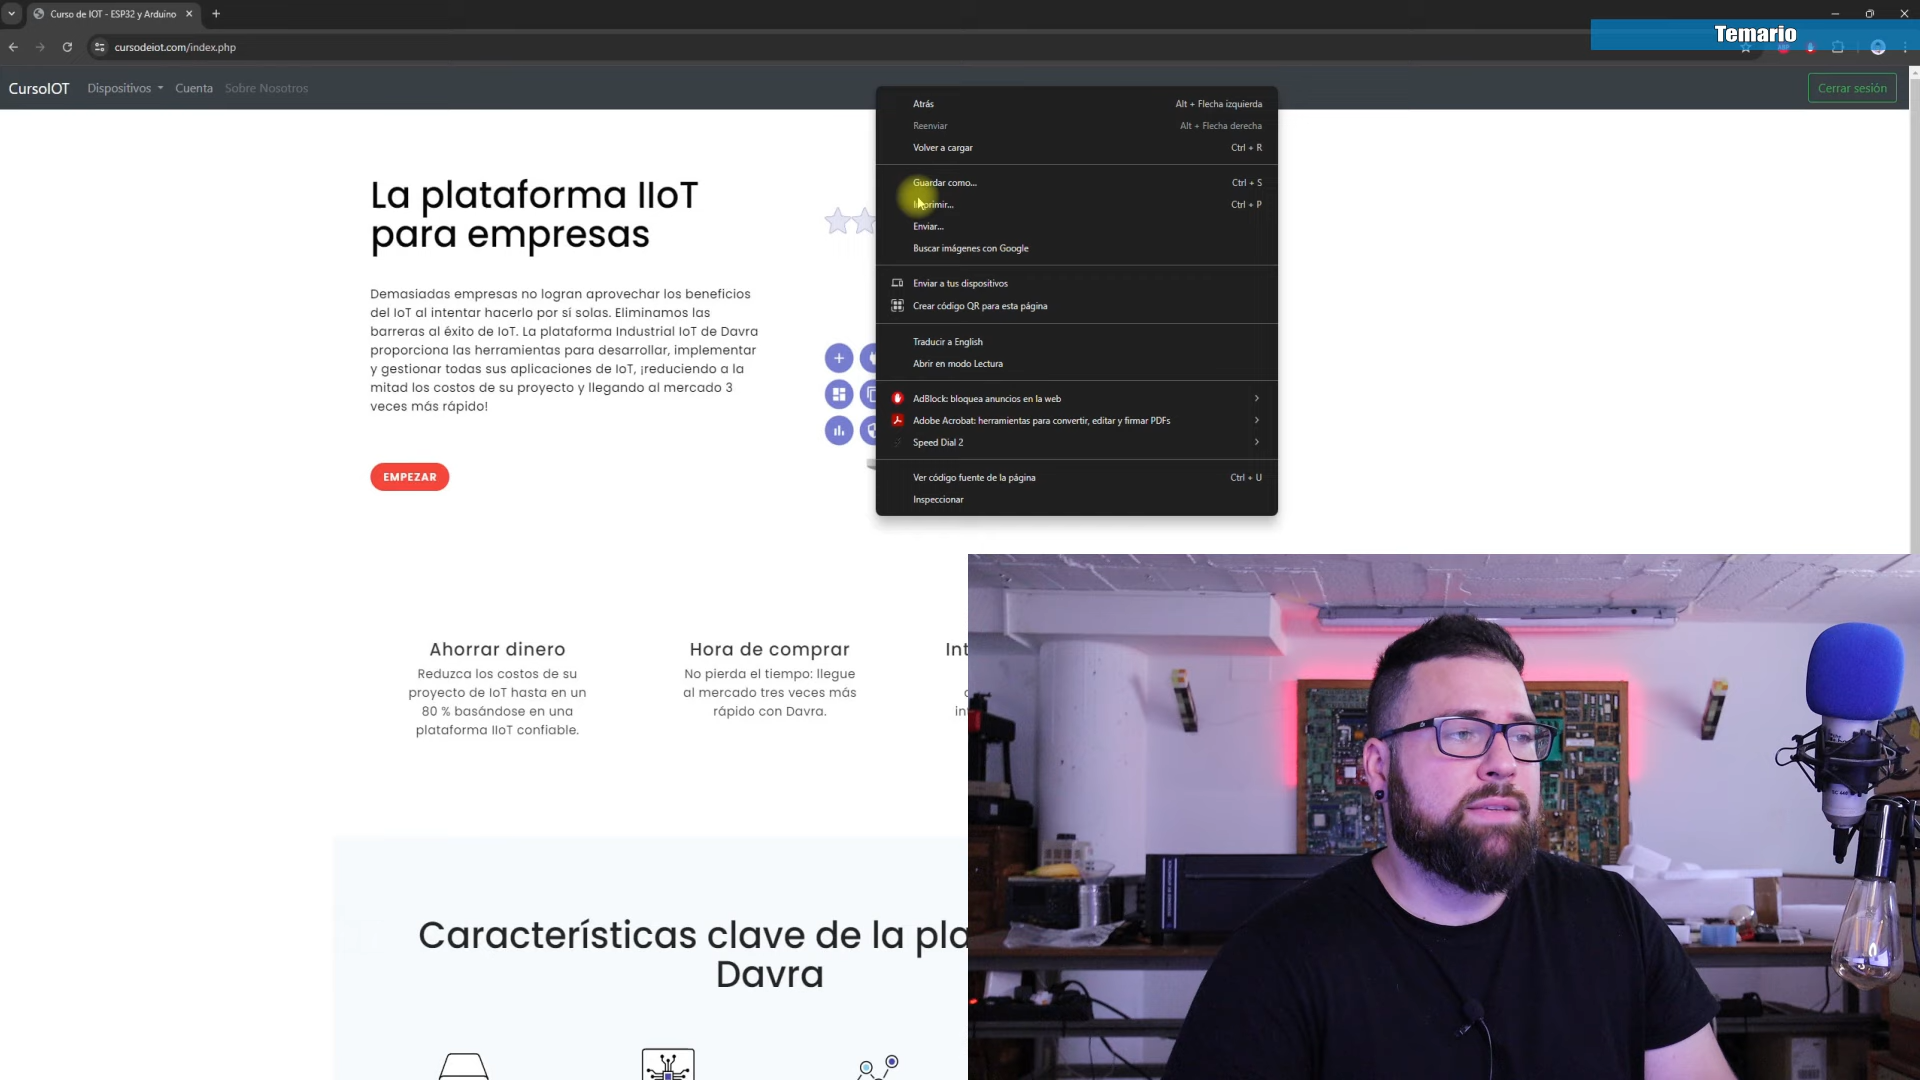 Curso de IOT - ESP32 y Arduino
Temario
cursodeiot.com/index.php
CursoIOT Dispositivos Cuenta Sobre Nosotros
Cerrar sesión
Atrás Alt + Flecha izquierda
Reenviar Alt + Flecha derecha
Volver a cargar Ctrl + R
Guardar como... Ctrl + S
Imprimir... Ctrl + P
Enviar...
Buscar imágenes con Google
Enviar a tus dispositivos
Crear código QR para esta página
Traducir a English
Abrir en modo Lectura
AdBlock: bloquea anuncios en la web
Adobe Acrobat: herramientas para convertir, editar y firmar PDFs
Speed Dial 2
Ver código fuente de la página Ctrl + U
Inspeccionar
La plataforma IIoT
para empresas
Demasiadas empresas no logran aprovechar los beneficios
del IoT al intentar hacerlo por sí solas. Eliminamos las
barreras al éxito de IoT. La plataforma Industrial IoT de Davra
proporciona las herramientas para desarrollar, implementar
y gestionar todas sus aplicaciones de IoT, ¡reduciendo a la
mitad los costos de su proyecto y llegando al mercado 3
veces más rápido!
EMPEZAR
Ahorrar dinero
Reduzca los costos de su
proyecto de IoT hasta en un
80 % basándose en una
plataforma IIoT confiable.
Hora de comprar
No pierda el tiempo: llegue
al mercado tres veces más
rápido con Davra.
Int
Características clave de la pla
Davra